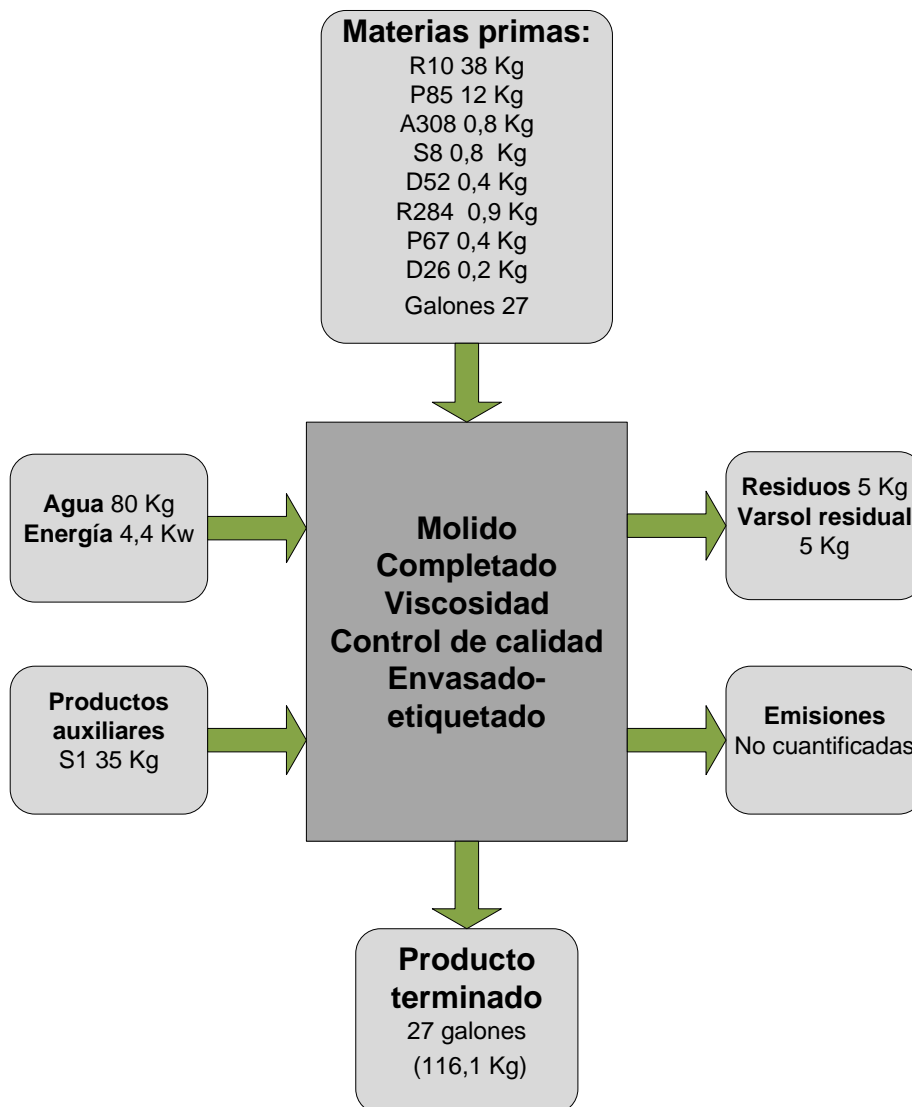 Materias primas:
R10 38 Kg
P85 12 Kg
A308 0,8 Kg
S8 0,8  Kg
D52 0,4 Kg
R284  0,9 Kg
P67 0,4 Kg
D26 0,2 Kg
Galones 27
Agua 80 Kg
Energía 4,4 Kw
Productos
auxiliares
S1 35 Kg
Molido
Completado
Viscosidad
Control de calidad
Envasado-
etiquetado
Residuos 5 Kg
Varsol residual
5 Kg
Emisiones
No cuantificadas
Producto
terminado
27 galones
(116,1 Kg)